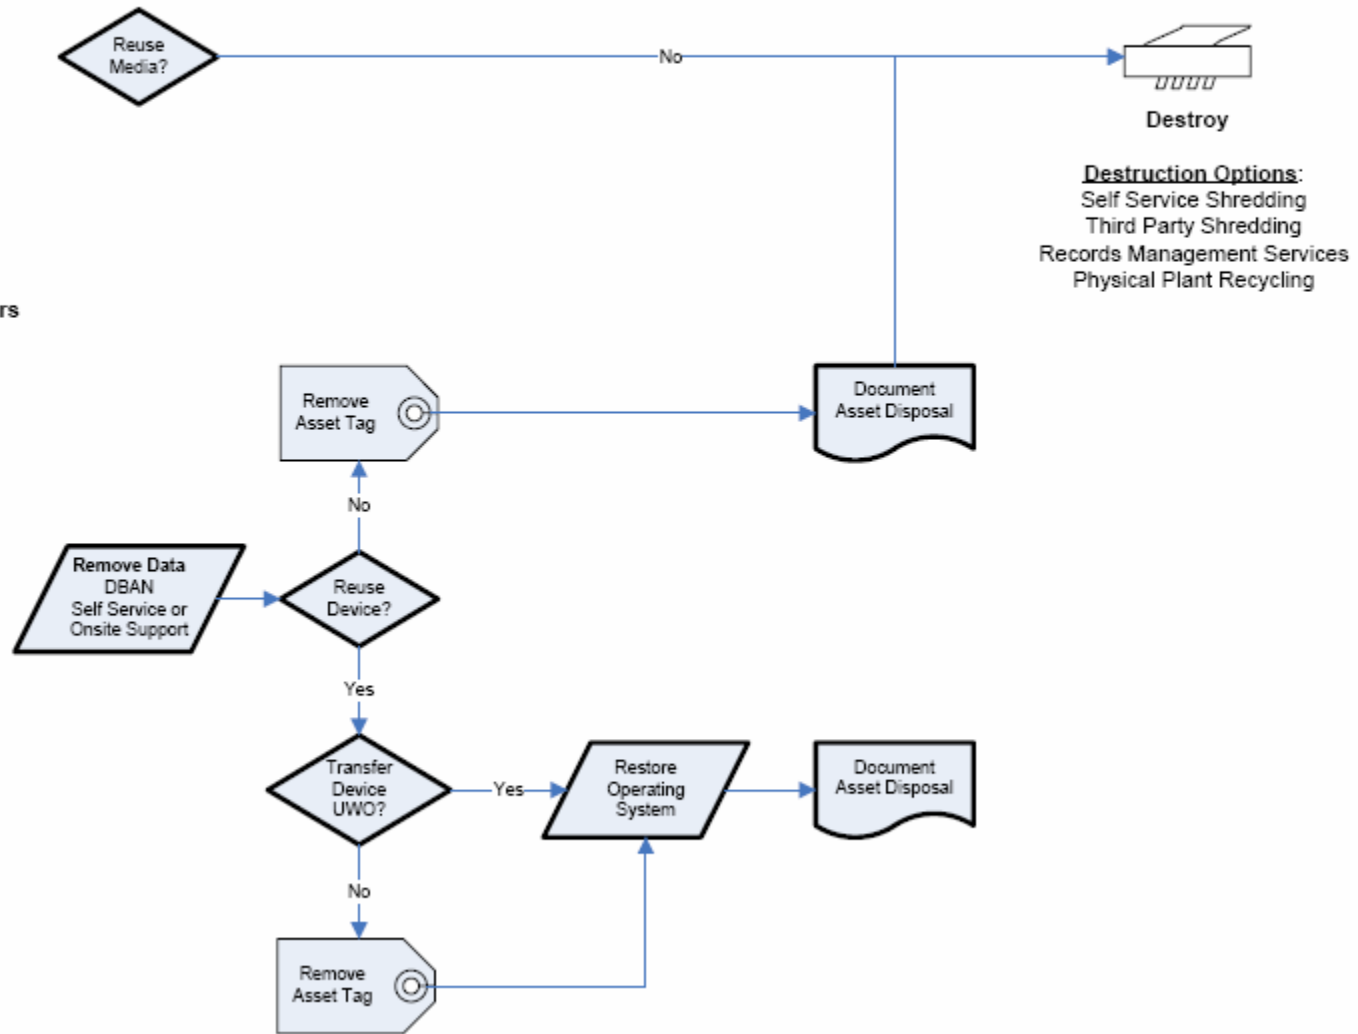 Reuse
Media?
No
Destroy
Destruction Options:
Self Service Shredding
Third Party Shredding
Records Management Services
Physical Plant Recycling
rs
Remove
Asset Tag
Document
Asset Disposal
No
Remove Data
DBAN
Self Service or
Onsite Support
Reuse
Device?
Yes
Transfer
Device
UWO?
Yes
Restore
Operating
System
Document
Asset Disposal
No
Remove
Asset Tag